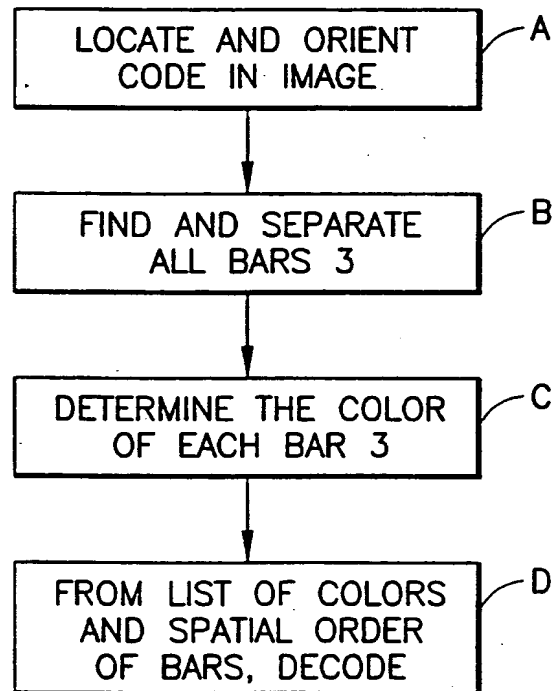 LOCATE AND ORIENT
CODE IN IMAGE
A
FIND AND SEPARATE
ALL BARS 3
B
DETERMINE THE COLOR
OF EACH BAR 3
C
FROM LIST OF COLORS
AND SPATIAL ORDER
OF BARS, DECODE
D